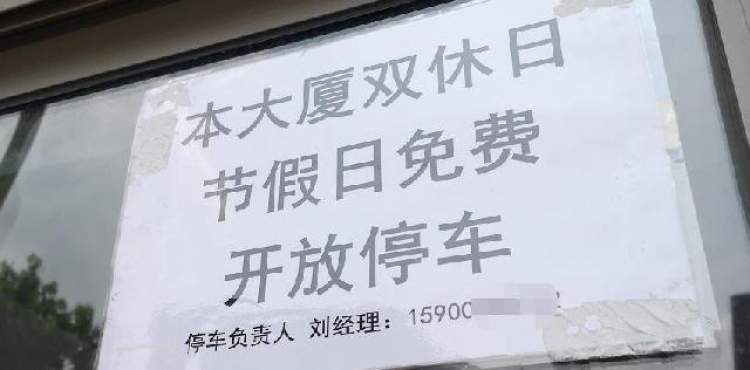 本大厦双休日
节假日免费
开放停车
停车负责人 刘经理：15900